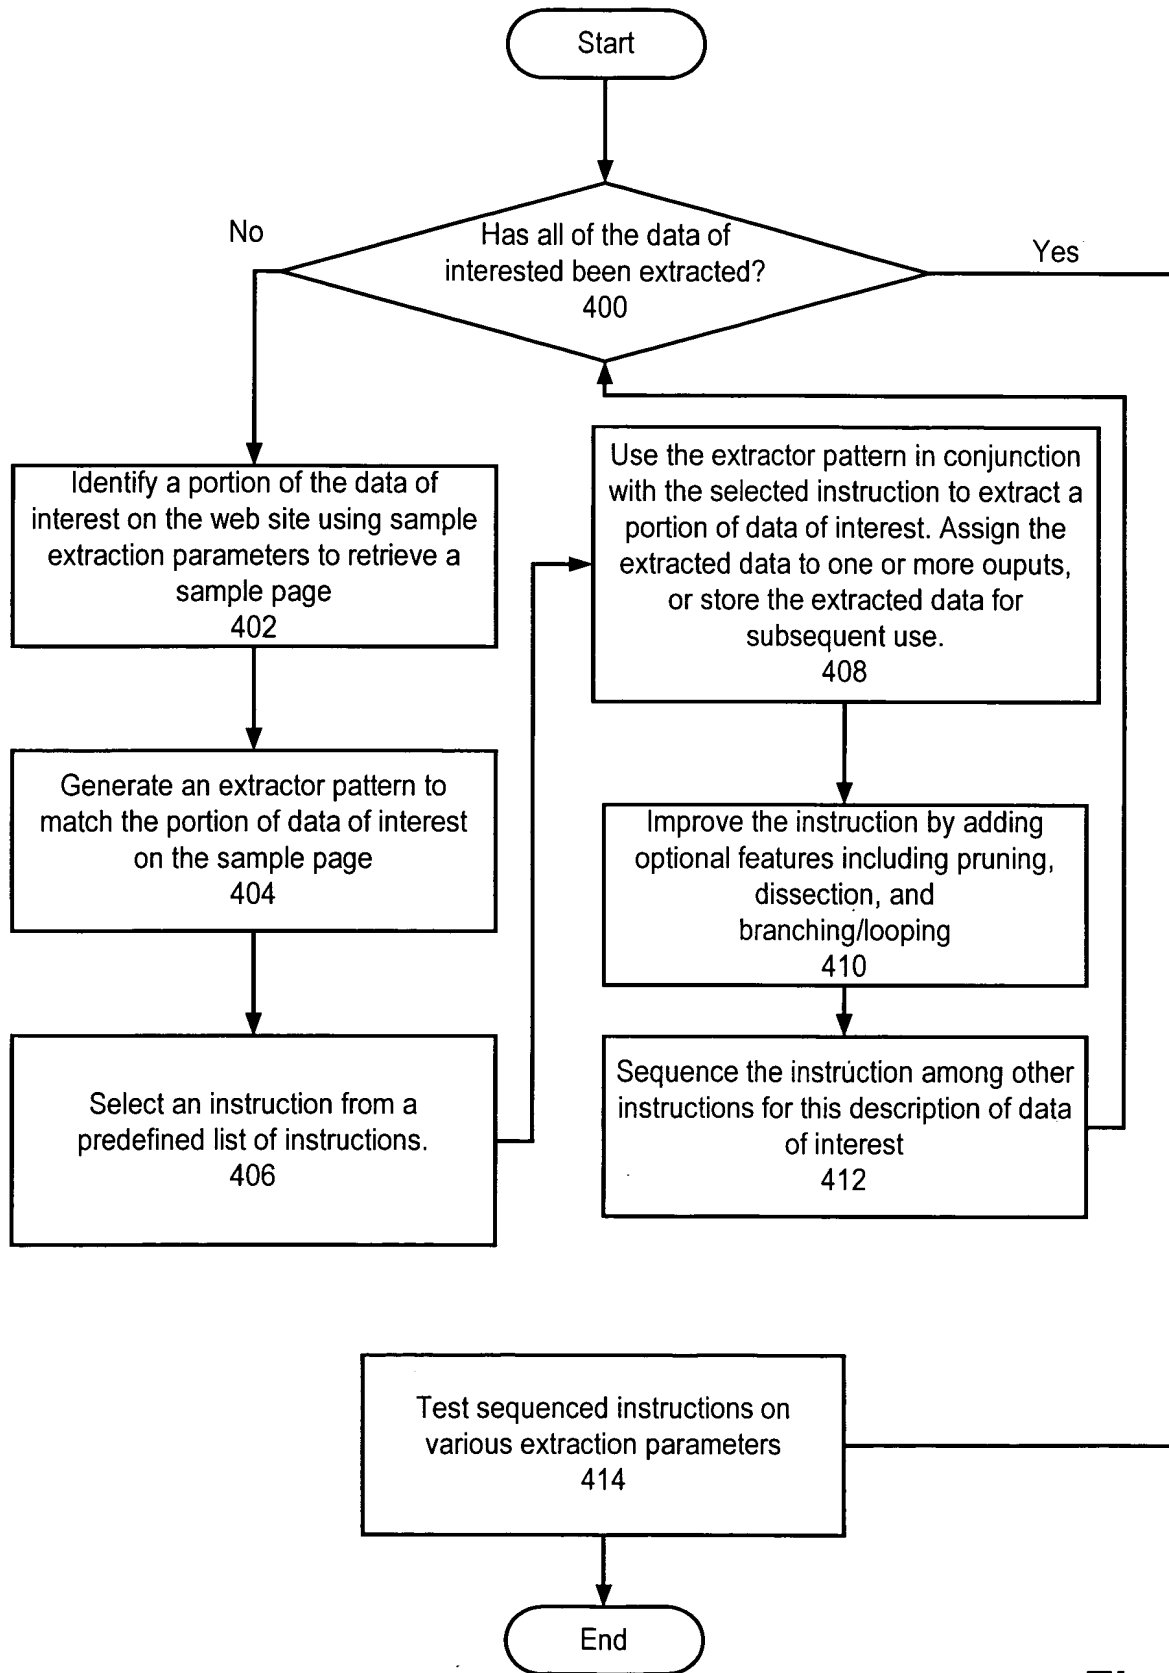 Start
No
Has all of the data of
interested been extracted?
400
Yes
Identify a portion of the data of
interest on the web site using sample
extraction parameters to retrieve a
sample page
402
Generate an extractor pattern to
match the portion of data of interest
on the sample page
404
Select an instruction from a
predefined list of instructions.
406
Use the extractor pattern in conjunction
with the selected instruction to extract a
portion of data of interest. Assign the
extracted data to one or more ouputs,
or store the extracted data for
subsequent use.
408
Improve the instruction by adding
optional features including pruning,
dissection, and
branching/looping
410
Sequence the instruction among other
instructions for this description of data
of interest
412
Test sequenced instructions on
various extraction parameters
414
End